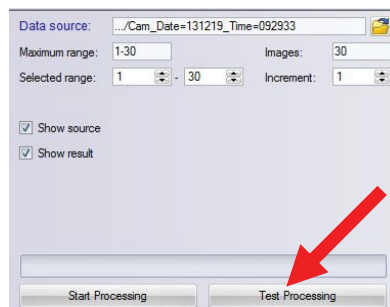 Data source: .../Cam_Date=131219_Time=092933
Maximum range: 1-30 Images: 30
Selected range: 1 - 30 Increment: 1
Show source
Show result
Start Processing Test Processing